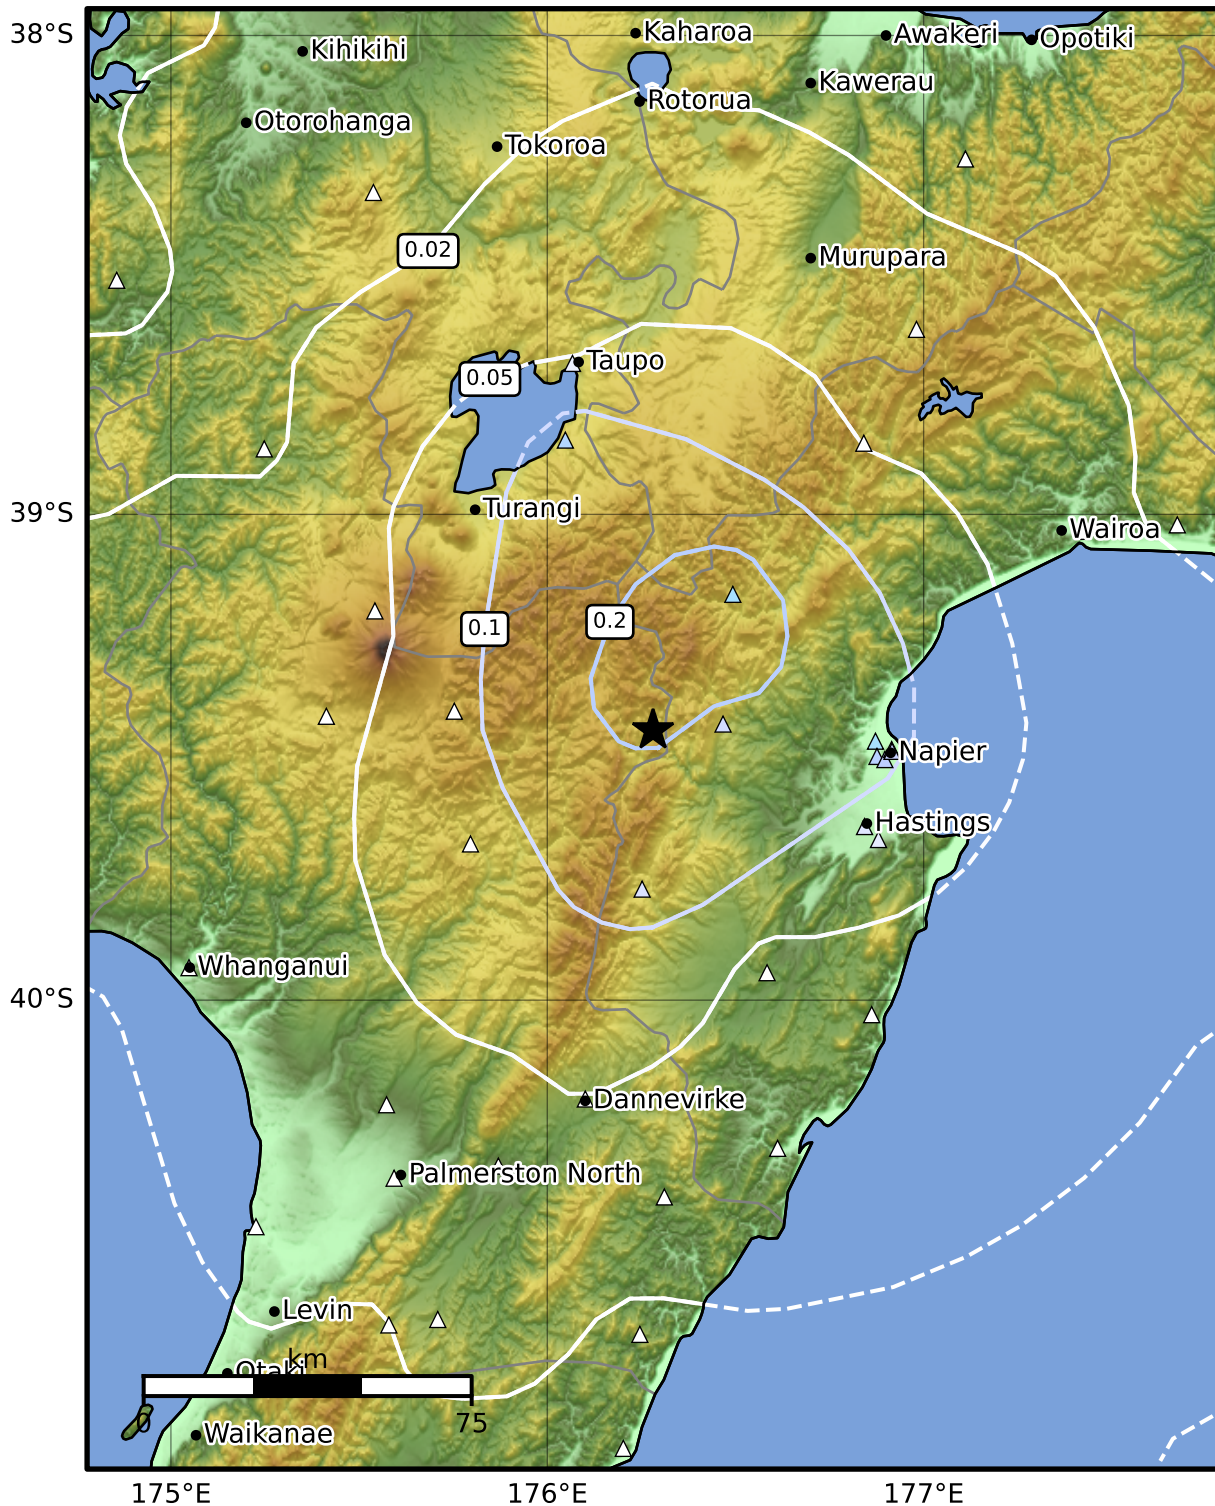 38°S
Kihikihi
Kaharoa
Awakeri
Opotiki
Otorohanga
Rotorua
Kawerau
Tokoroa
0.02
Murupara
0.05
Taupo
39°S
Turangi
Wairoa
0.1
0.2
Napier
Hastings
Whanganui
40°S
Dannevirke
Palmerston North
Levin
Otaki
km
0
75
Waikanae
175°E
176°E
177°E